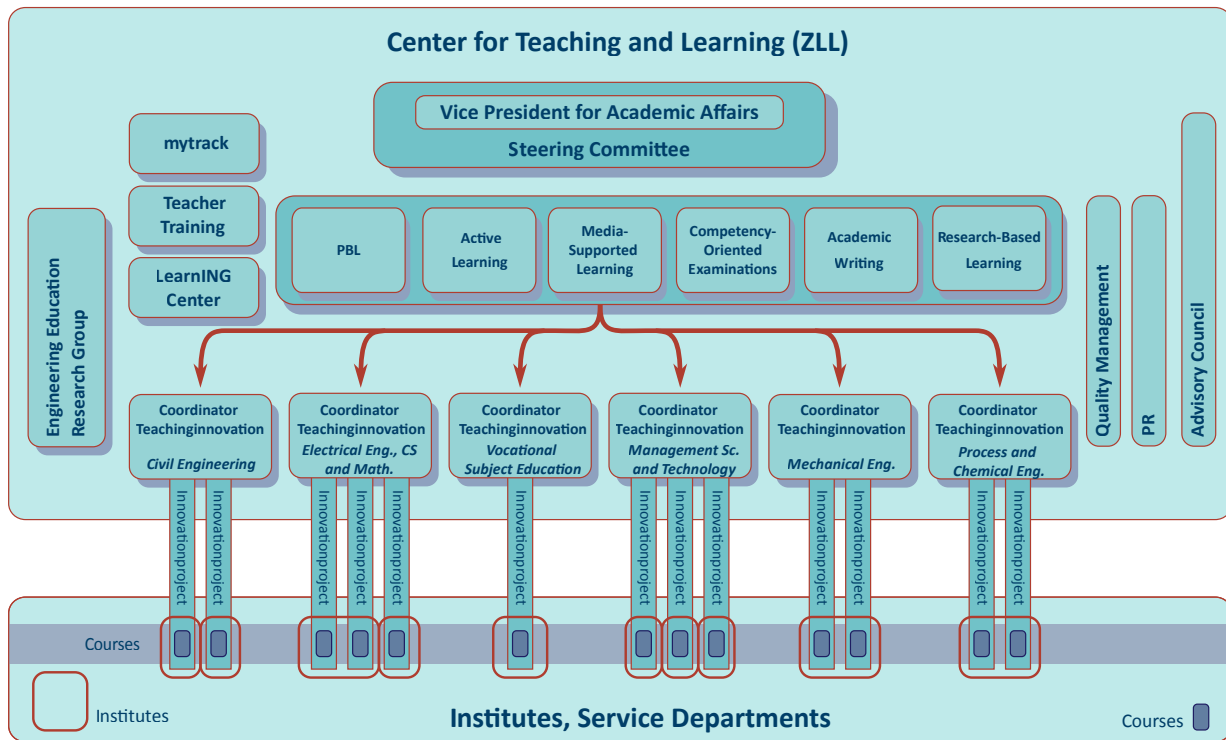 Center for Teaching and Learning (ZLL)
Vice President for Academic Affairs
Steering Committee
mytrack
Teacher
Training
LearnING
Center
Engineering Education
Research Group
PBL
Active
Learning
Media-
Supported
Learning
Competency-
Oriented
Examinations
Academic
Writing
Research-Based
Learning
Quality Management
PR
Advisory Council
Coordinator
Teachinginnovation
Civil Engineering
Coordinator
Teachinginnovation
Electrical Eng., CS
and Math.
Coordinator
Teachinginnovation
Vocational
Subject Education
Coordinator
Teachinginnovation
Management Sc.
and Technology
Coordinator
Teachinginnovation
Mechanical Eng.
Coordinator
Teachinginnovation
Process and
Chemical Eng.
Innovationproject
Innovationproject
Innovationproject
Innovationproject
Innovationproject
Innovationproject
Innovationproject
Innovationproject
Innovationproject
Innovationproject
Innovationproject
Innovationproject
Innovationproject
Courses
Institutes
Institutes, Service Departments
Courses